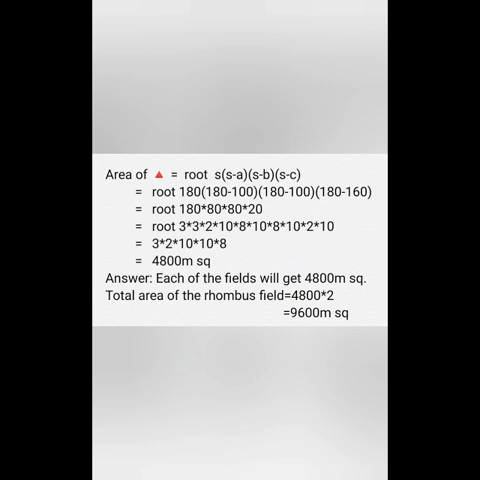 Area of 🔺 = root s(s-a)(s-b)(s-c)
= root 180(180-100)(180-100)(180-160)
= root 180*80*80*20
= root 3*3*2*10*8*10*8*10*2*10
= 3*2*10*10*8
= 4800m sq
Answer: Each of the fields will get 4800m sq.
Total area of the rhombus field=4800*2
=9600m sq